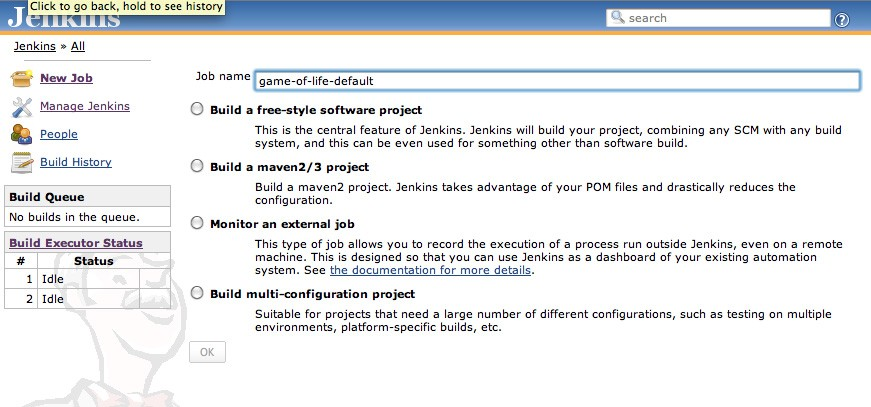 Click to go back, hold to see history
Jenkins
search
Jenkins » All
New Job
Manage Jenkins
People
Build History
Build Queue
No builds in the queue.
Build Executor Status
# Status
1 Idle
2 Idle
Job name game-of-life-default
Build a free-style software project
This is the central feature of Jenkins. Jenkins will build your project, combining any SCM with any build
system, and this can be even used for something other than software build.
Build a maven2/3 project
Build a maven2 project. Jenkins takes advantage of your POM files and drastically reduces the
configuration.
Monitor an external job
This type of job allows you to record the execution of a process run outside Jenkins, even on a remote
machine. This is designed so that you can use Jenkins as a dashboard of your existing automation
system. See the documentation for more details.
Build multi-configuration project
Suitable for projects that need a large number of different configurations, such as testing on multiple
environments, platform-specific builds, etc.
OK